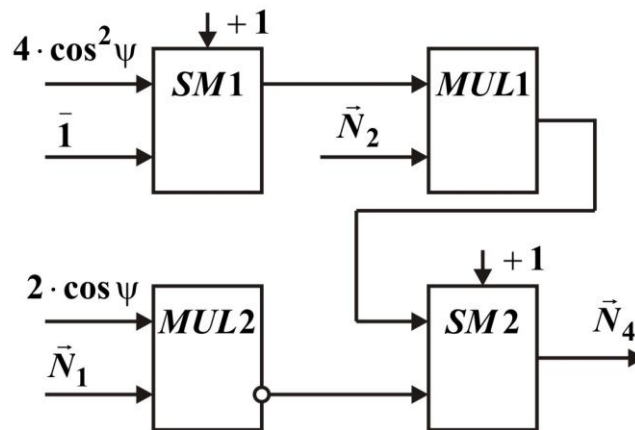 + 1
4 · cos²ψ
SM1
MUL1
1̄
N⃗₂
+ 1
2 · cos ψ
MUL2
SM2
N⃗₄
N⃗₁